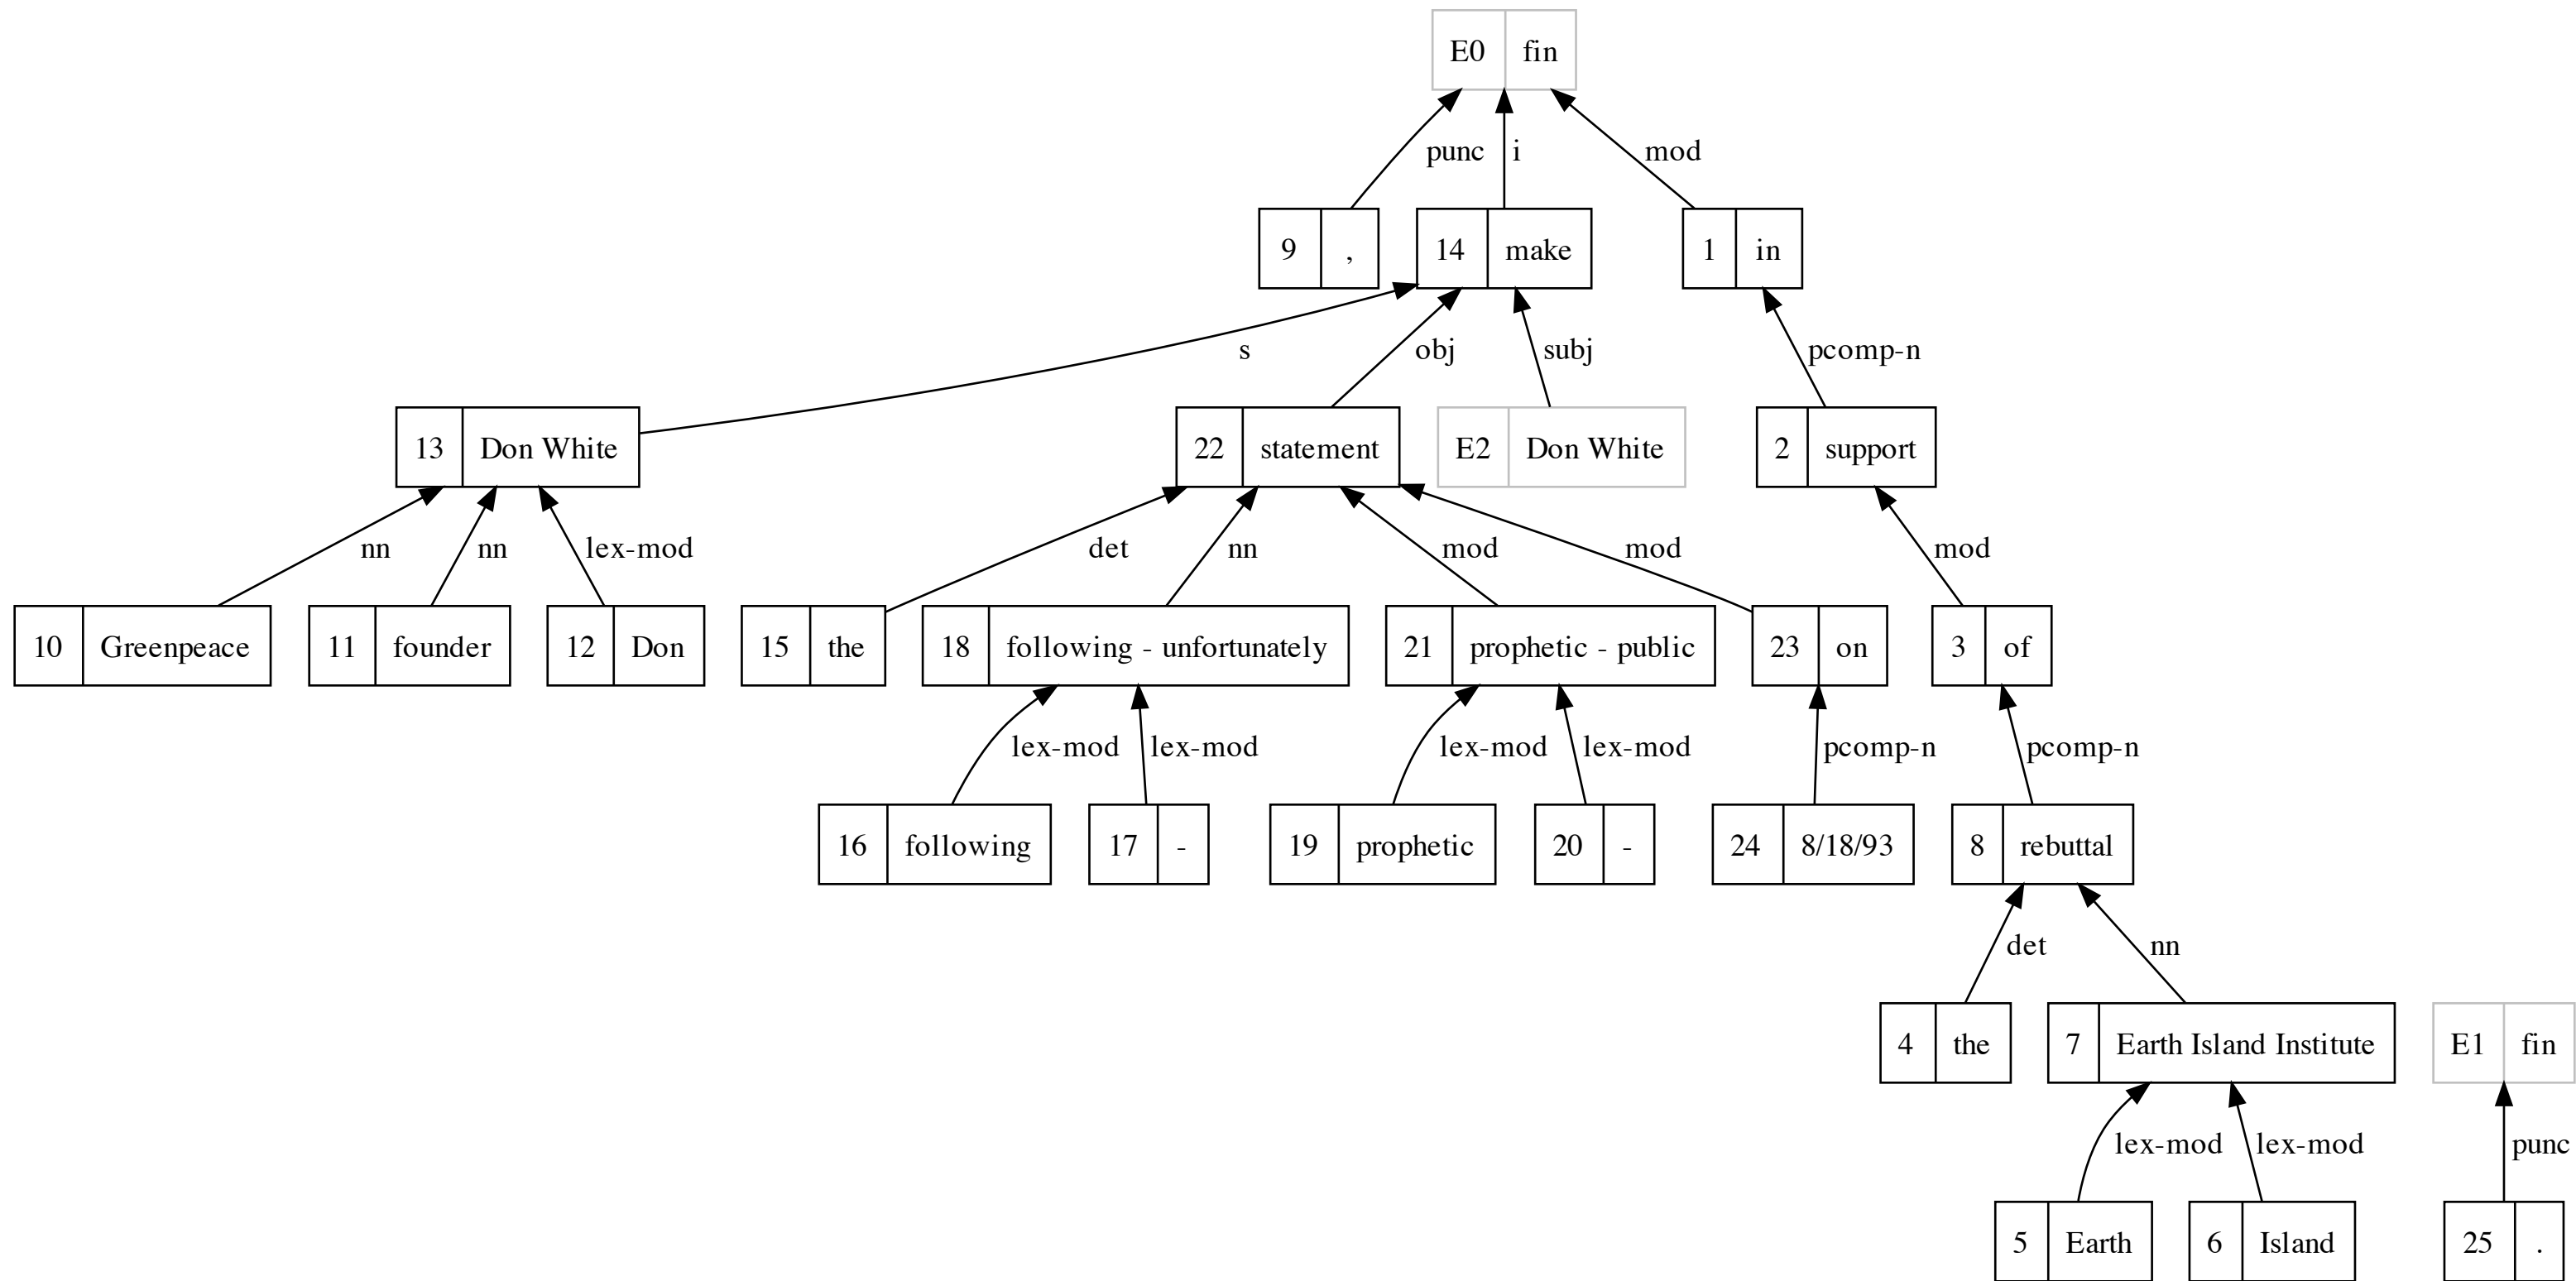 E0 fin
punc i mod
9 , 14 make 1 in
s obj subj pcomp-n
13 Don White 22 statement E2 Don White 2 support
nn nn lex-mod det nn mod mod mod
10 Greenpeace 11 founder 12 Don 15 the 18 following - unfortunately 21 prophetic - public 23 on 3 of
lex-mod lex-mod lex-mod lex-mod pcomp-n pcomp-n
16 following 17 - 19 prophetic 20 - 24 8/18/93 8 rebuttal
det nn
4 the 7 Earth Island Institute E1 fin
lex-mod lex-mod punc
5 Earth 6 Island 25 .